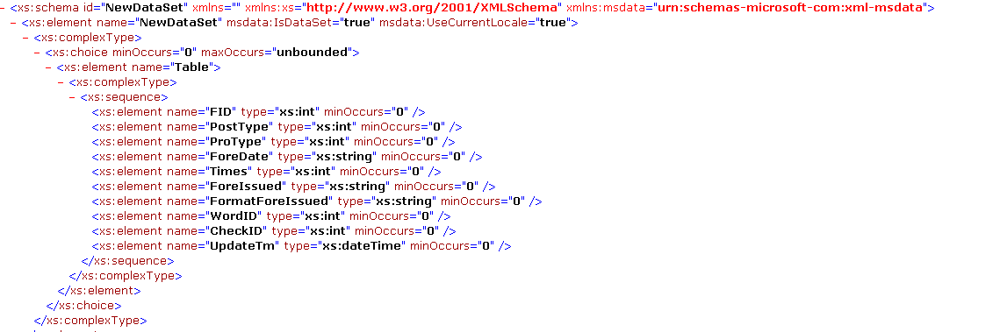 - <xs:schema id="NewDataSet" xmlns="" xmlns:xs="http://www.w3.org/2001/XMLSchema" xmlns:msdata="urn:schemas-microsoft-com:xml-msdata">
- <xs:element name="NewDataSet" msdata:IsDataSet="true" msdata:UseCurrentLocale="true">
- <xs:complexType>
- <xs:choice minOccurs="0" maxOccurs="unbounded">
- <xs:element name="Table">
- <xs:complexType>
- <xs:sequence>
<xs:element name="FID" type="xs:int" minOccurs="0" />
<xs:element name="PostType" type="xs:int" minOccurs="0" />
<xs:element name="ProType" type="xs:int" minOccurs="0" />
<xs:element name="ForeDate" type="xs:string" minOccurs="0" />
<xs:element name="Times" type="xs:int" minOccurs="0" />
<xs:element name="ForeIssued" type="xs:string" minOccurs="0" />
<xs:element name="FormatForeIssued" type="xs:string" minOccurs="0" />
<xs:element name="WordID" type="xs:int" minOccurs="0" />
<xs:element name="CheckID" type="xs:int" minOccurs="0" />
<xs:element name="UpdateTm" type="xs:dateTime" minOccurs="0" />
</xs:sequence>
</xs:complexType>
</xs:element>
</xs:choice>
</xs:complexType>